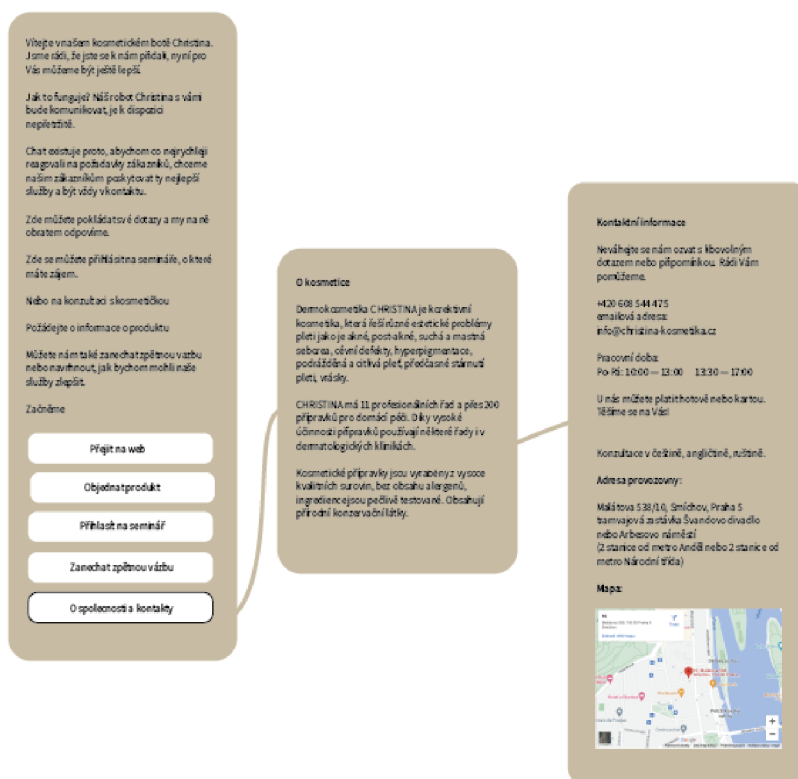 Vítejte v našem kosmetickém botě Christina.
Jsme rádi, že jste se k nám přidali, nyní pro
Vás můžeme být ještě lepší.
Jak to funguje? Náš robot Christina s vámi
bude komunikovat, je k dispozici
nepřetržitě.
Chat existuje proto, abychom co nejrychleji
reagovali na požadavky zákazníků, chceme
našim zákazníkům poskytovat ty nejlepší
služby a být vždy v kontaktu.
Zde můžete pokládat své dotazy a my na ně
obratem odpovíme.
Zde se můžete přihlásit na semináře, o které
máte zájem.
Nebo na konzultaci s kosmetičkou
Požádejte o informace o produktu
Můžete nám také zanechat zpětnou vazbu
nebo navrhnout, jak bychom mohli naše
služby zlepšit.
Začněme
Přejít na web
Objednat produkt
Přihlasit na seminář
Zanechat zpětnou vázbu
O společnosti a kontakty
O kosmetice
Dermokosmetika CHRISTINA je korektivní
kosmetika, která řeší různé estetické problémy
pleti jako je akné, post-akné, suchá a mastná
seborea, cévní defekty, hyperpigmentace,
podrážděná a citlivá pleť, předčasné stárnutí
pleti, vrásky.
CHRISTINA má 11 profesionálních řad a přes 200
přípravků pro domácí péči. Díky vysoké
účinnosti přípravků používají některé řady i v
dermatologických klinikách.
Kosmetické přípravky jsou vyrabény z vysoce
kvalitních surovin, bez obsahu alergenů,
ingredience jsou pečlivě testované. Obsahují
přírodní konzervační látky.
Kontaktní informace
Neváhejte se nám ozvat s libovolným
dotazem nebo připomínkou. Rádi Vám
pomůžeme.
+420 608 544 475
emailová adresa:
info@christina-kosmetika.cz
Pracovní doba:
Po-Pá: 10:00 — 13:00 13:30 — 17:00
U nás můžete platit hotově nebo kartou.
Těšíme se na Vás!
Konzultace v češtině, angličtině, ruštině.
Adresa provozovny:
Malátova 538/10, Smíchov, Praha 5
tramvajová zastávka Švandovo divadlo
nebo Arbesovo náměstí
(2 stanice od metro Anděl nebo 2 stanice od
metro Národní třída)
Mapa:
Google